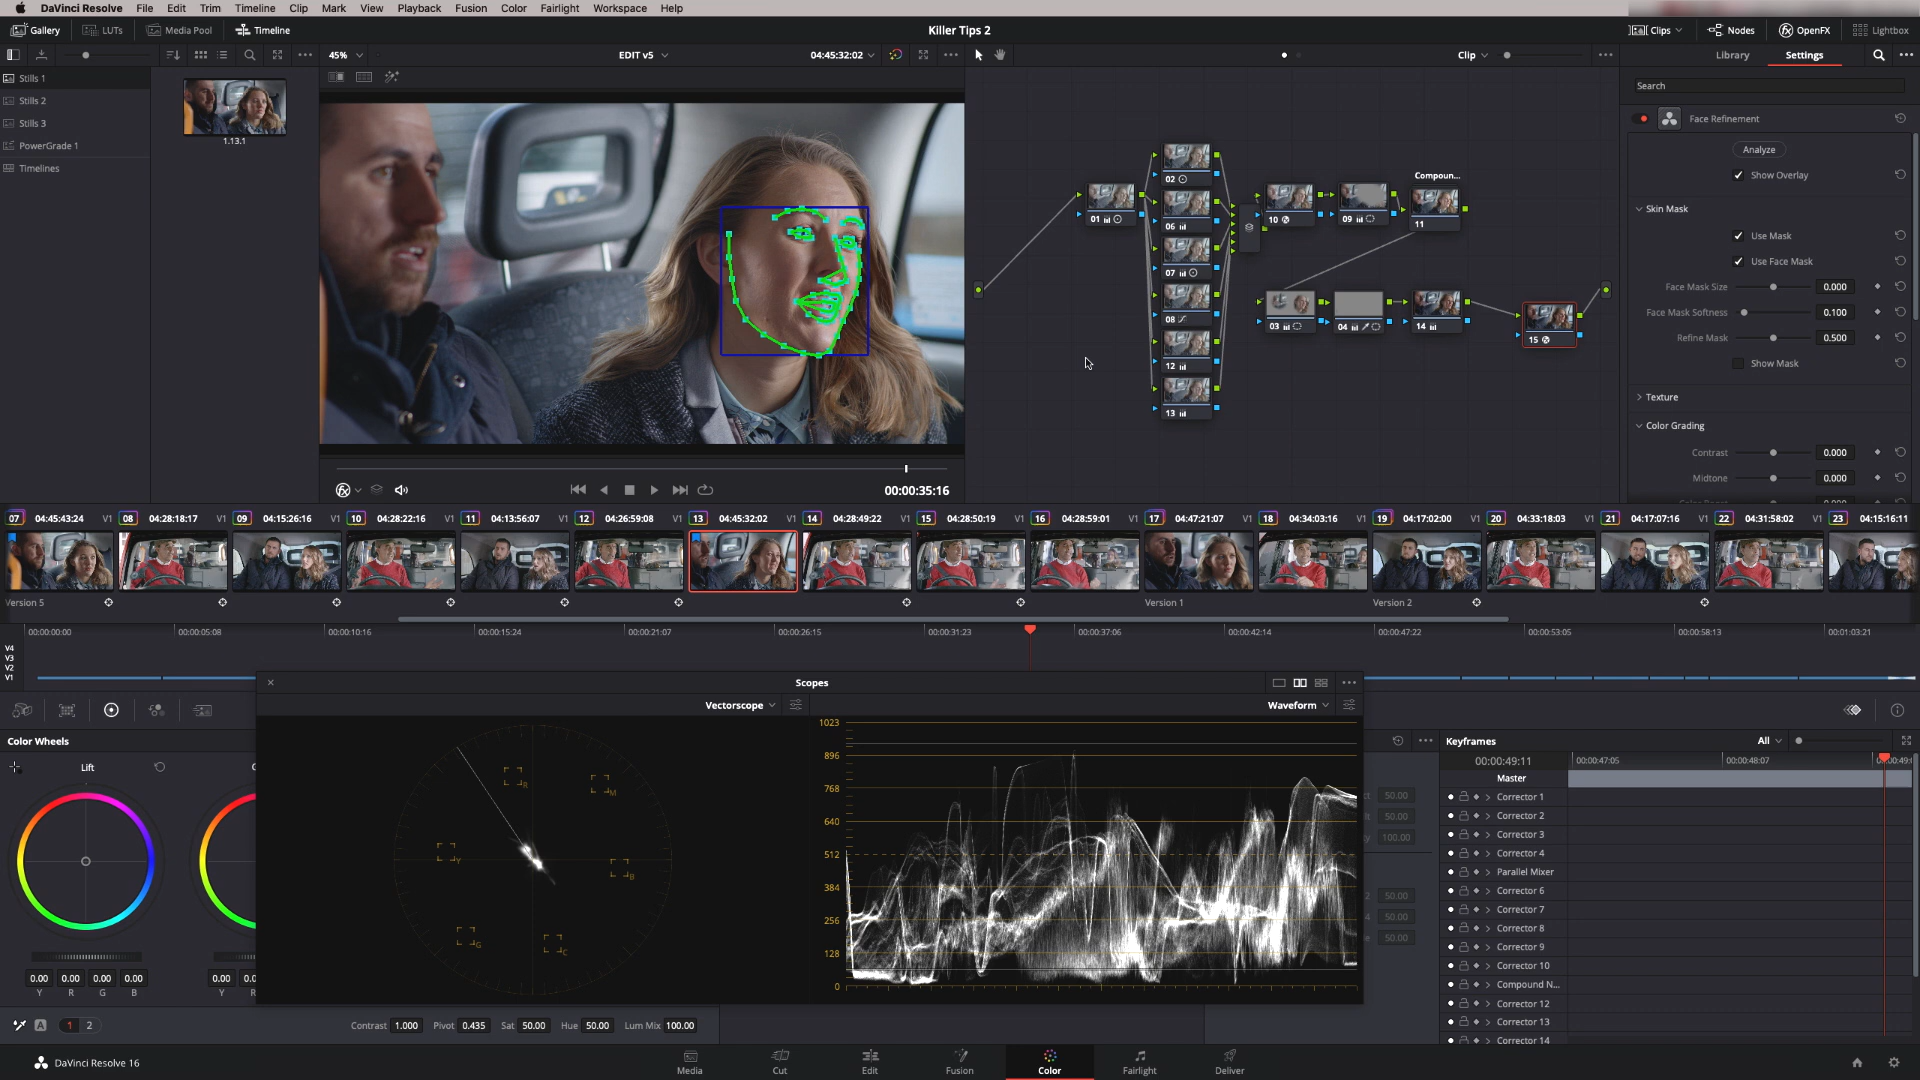 DaVinci Resolve File Edit Trim Timeline Clip Mark View Playback Fusion Color Fairlight Workspace Help
Gallery LUTs Media Pool Timeline Killer Tips 2 Clips Nodes OpenFX Lightbox
45% EDIT v5 04:45:32:02 Clip Library Settings
Stills 1
Stills 2
Stills 3
PowerGrade 1
Timelines
1.13.1
Search
Face Refinement
Analyze
Show Overlay
Skin Mask
Use Mask
Use Face Mask
Face Mask Size 0.000
Face Mask Softness 0.100
Refine Mask 0.500
Show Mask
Texture
Color Grading
Contrast 0.000
Midtone 0.000
02
Compoun...
01 06 10 09 11
07
08 03 04 14 15
12
13
00:00:35:16
07 04:45:43:24 V1 08 04:28:18:17 V1 09 04:15:26:16 V1 10 04:28:22:16 V1 11 04:13:56:07 V1 12 04:26:59:08 V1 13 04:45:32:02 V1 14 04:28:49:22 V1 15 04:28:50:19 V1 16 04:28:59:01 V1 17 04:47:21:07 V1 18 04:34:03:16 V1 19 04:17:02:00 V1 20 04:33:18:03 V1 21 04:17:07:16 V1 22 04:31:58:02 V1 23 04:15:16:11
Version 5 Version 1 Version 2
00:00:00:00 00:00:05:08 00:00:10:16 00:00:15:24 00:00:21:07 00:00:26:15 00:00:31:23 00:00:37:06 00:00:42:14 00:00:47:22 00:00:53:05 00:00:58:13 00:01:03:21
V4
V3
V2
V1
Scopes
Vectorscope Waveform
1023
896
768
640
512
384
256
128
0
R
M
Y
B
G
C
Color Wheels
Lift
0.00 0.00 0.00 0.00 0.00
Y R G B Y
A 1 2 Contrast 1.000 Pivot 0.435 Sat 50.00 Hue 50.00 Lum Mix 100.00
50.00
50.00
100.00
50.00
50.00
50.00
Keyframes All
00:00:49:11 00:00:47:05 00:00:48:07
Master
Corrector 1
Corrector 2
Corrector 3
Corrector 4
Parallel Mixer
Corrector 6
Corrector 7
Corrector 8
Corrector 9
Corrector 10
Compound N...
Corrector 12
Corrector 13
Corrector 14
DaVinci Resolve 16 Media Cut Edit Fusion Color Fairlight Deliver